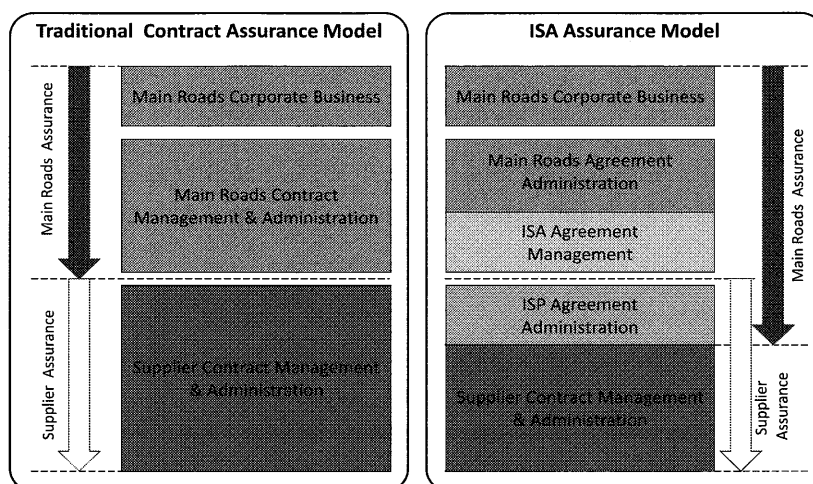 Traditional Contract Assurance Model
Main Roads Assurance
Supplier Assurance
Main Roads Corporate Business
Main Roads Contract
Management & Administration
Supplier Contract Management
& Administration
ISA Assurance Model
Main Roads Corporate Business
Main Roads Agreement
Administration
ISA Agreement
Management
ISP Agreement
Administration
Supplier Contract Management
& Administration
Main Roads Assurance
Supplier
Assurance